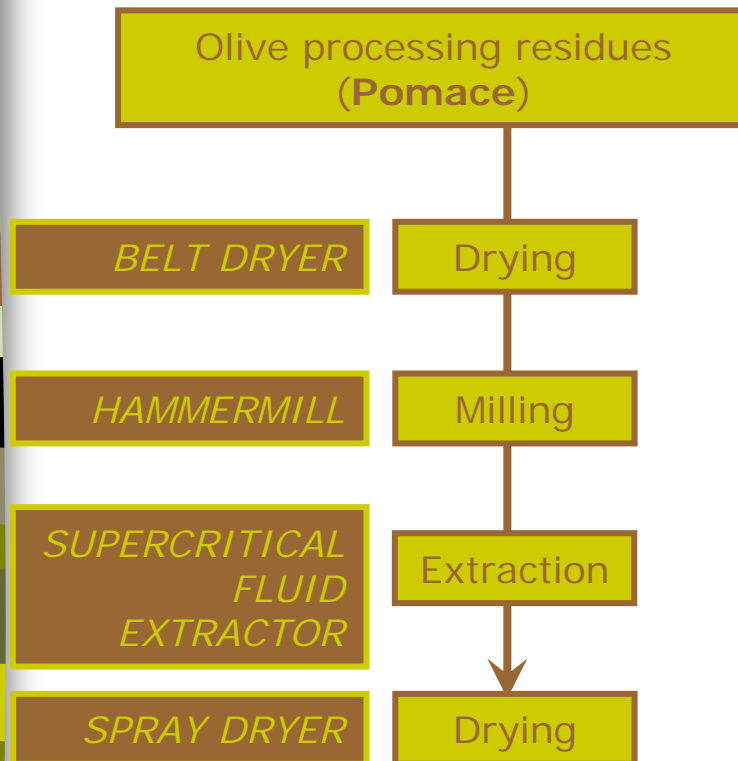 Olive processing residues
(Pomace)
BELT DRYER
Drying
HAMMERMILL
Milling
SUPERCRITICAL
FLUID
EXTRACTOR
Extraction
SPRAY DRYER
Drying